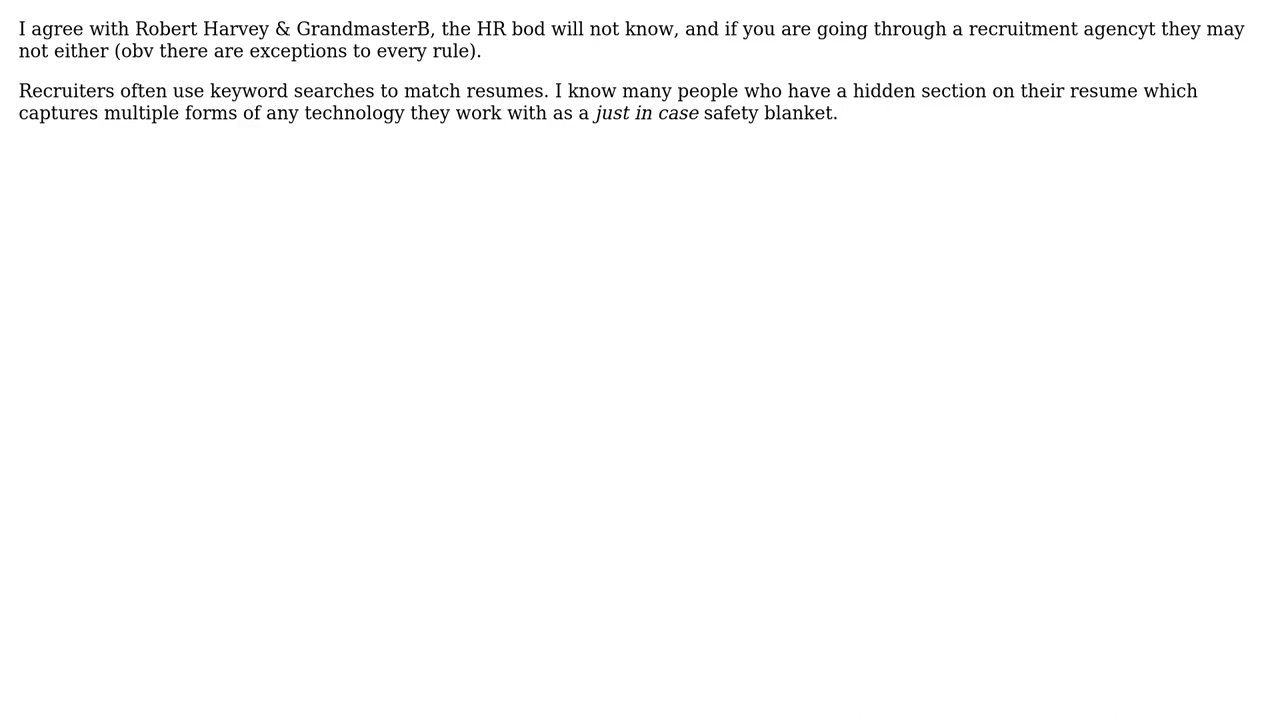 I agree with Robert Harvey & GrandmasterB, the HR bod will not know, and if you are going through a recruitment agencyt they may
not either (obv there are exceptions to every rule).
Recruiters often use keyword searches to match resumes. I know many people who have a hidden section on their resume which
captures multiple forms of any technology they work with as a just in case safety blanket.